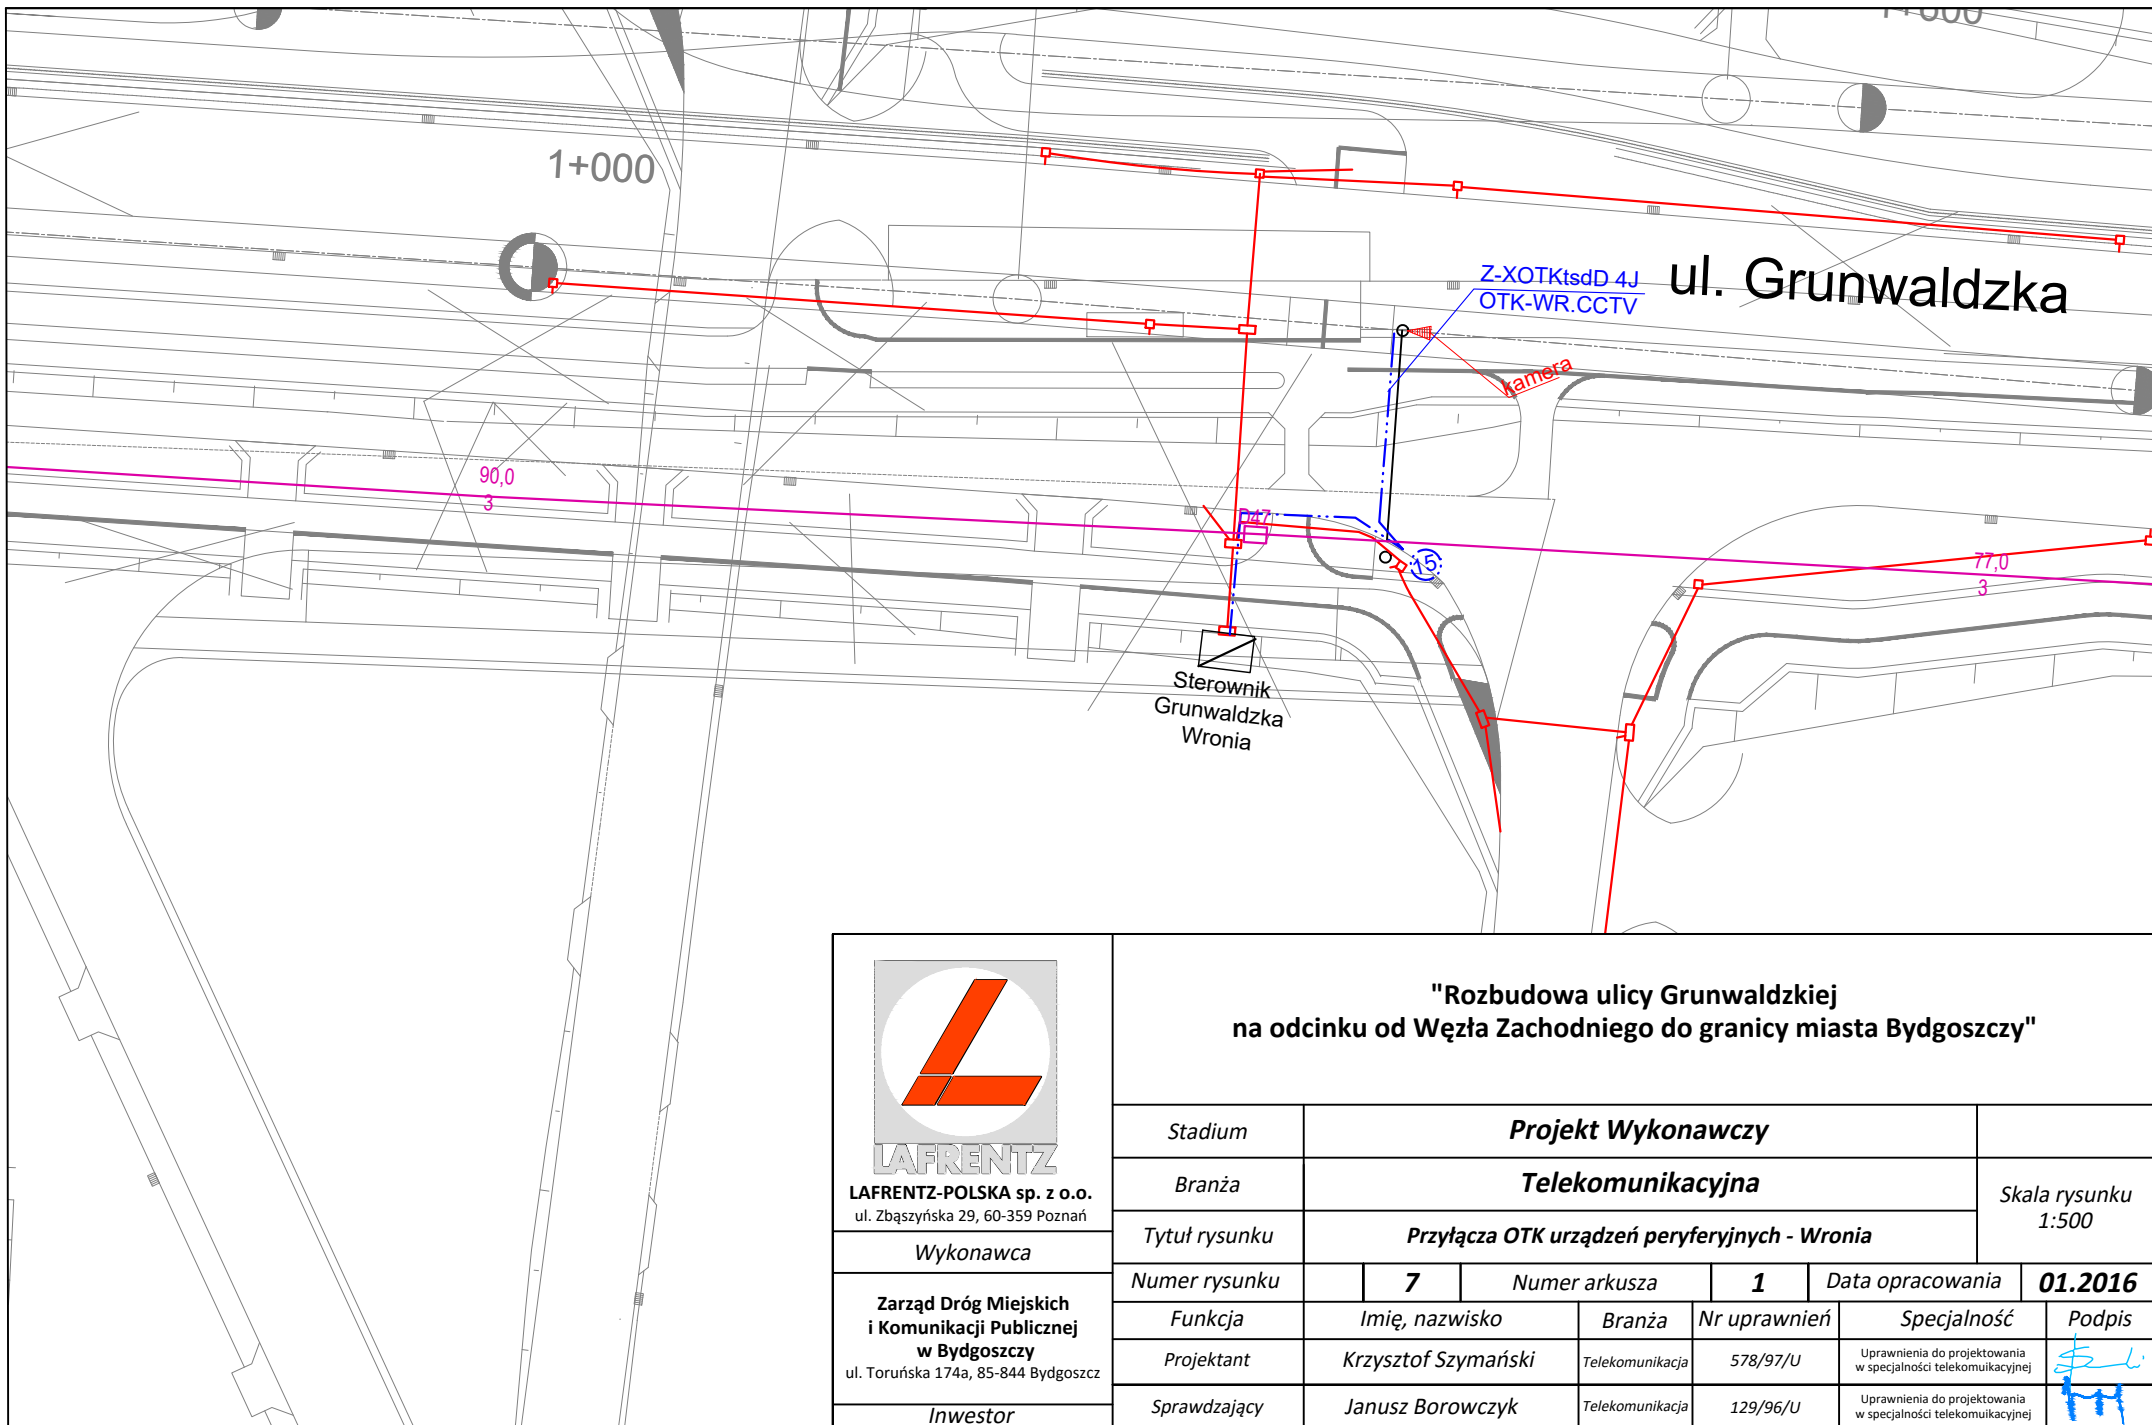 1+600
1+000
Z-XOTKtsdD 4J
OTK-WR.CCTV
ul. Grunwaldzka
kamera
90,0
3
D47
15
77,0
3
Sterownik
Grunwaldzka
Wronia
LAFRENTZ
LAFRENTZ-POLSKA sp. z o.o.
ul. Zbąszyńska 29, 60-359 Poznań
Wykonawca
Zarząd Dróg Miejskich
i Komunikacji Publicznej
w Bydgoszczy
ul. Toruńska 174a, 85-844 Bydgoszcz
Inwestor
"Rozbudowa ulicy Grunwaldzkiej
na odcinku od Węzła Zachodniego do granicy miasta Bydgoszczy"
Stadium Projekt Wykonawczy
Branża Telekomunikacyjna
Skala rysunku
1:500
Tytuł rysunku Przyłącza OTK urządzeń peryferyjnych - Wronia
Numer rysunku 7 Numer arkusza 1 Data opracowania 01.2016
Funkcja Imię, nazwisko Branża Nr uprawnień Specjalność Podpis
Projektant Krzysztof Szymański Telekomunikacja 578/97/U Uprawnienia do projektowania
w specjalności telekomuikacyjnej
Sprawdzający Janusz Borowczyk Telekomunikacja 129/96/U Uprawnienia do projektowania
w specjalności telekomuikacyjnej